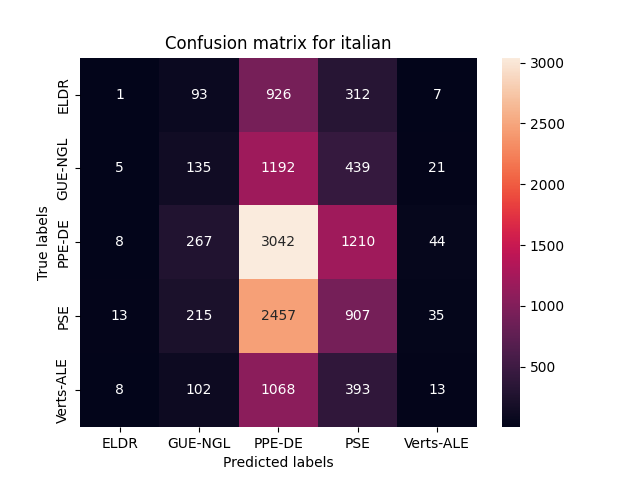 Confusion matrix for italian
True labels
ELDR 1 93 926 312 7
GUE-NGL 5 135 1192 439 21
PPE-DE 8 267 3042 1210 44
PSE 13 215 2457 907 35
Verts-ALE 8 102 1068 393 13
ELDR GUE-NGL PPE-DE PSE Verts-ALE
Predicted labels
3000
2500
2000
1500
1000
500